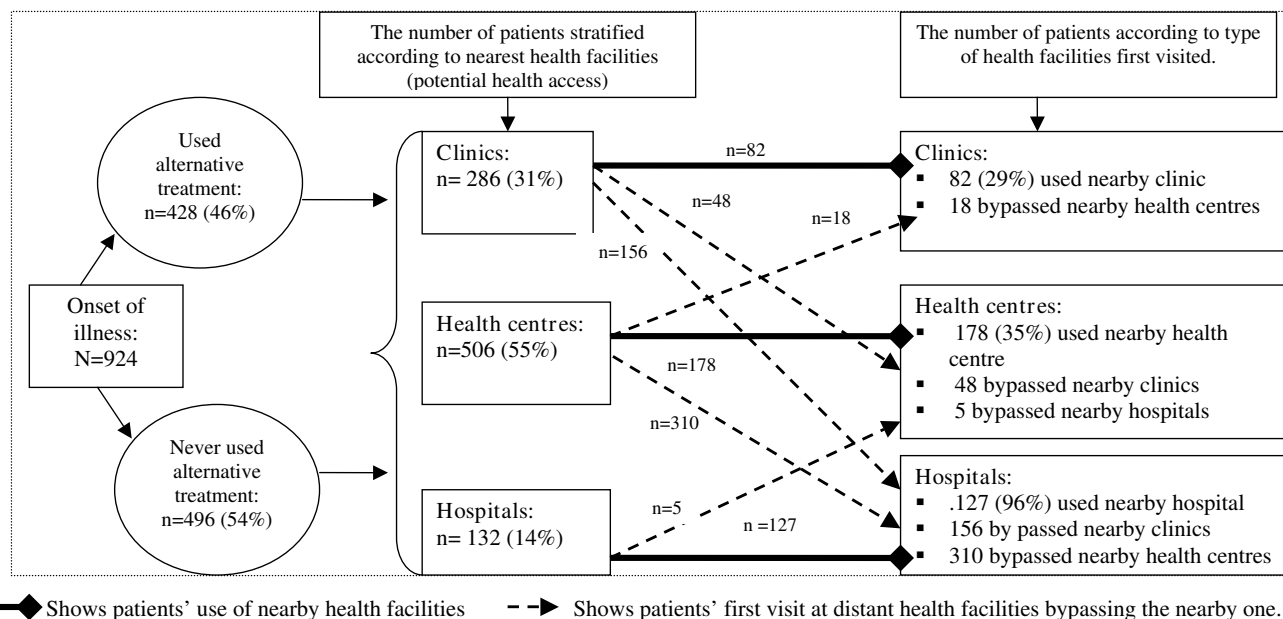 The number of patients stratified
according to nearest health facilities
(potential health access)
The number of patients according to type
of health facilities first visited.
Used
alternative
treatment:
n=428 (46%)
Onset of
illness:
N=924
Never used
alternative
treatment:
n=496 (54%)
Clinics:
n= 286 (31%)
Health centres:
n=506 (55%)
Hospitals:
n= 132 (14%)
n=82
n=48
n=18
n=156
n=178
n=310
n=5
n =127
Clinics:
▪ 82 (29%) used nearby clinic
▪ 18 bypassed nearby health centres
Health centres:
▪ 178 (35%) used nearby health
centre
▪ 48 bypassed nearby clinics
▪ 5 bypassed nearby hospitals
Hospitals:
▪ .127 (96%) used nearby hospital
▪ 156 by passed nearby clinics
▪ 310 bypassed nearby health centres
Shows patients' use of nearby health facilities
Shows patients' first visit at distant health facilities bypassing the nearby one.